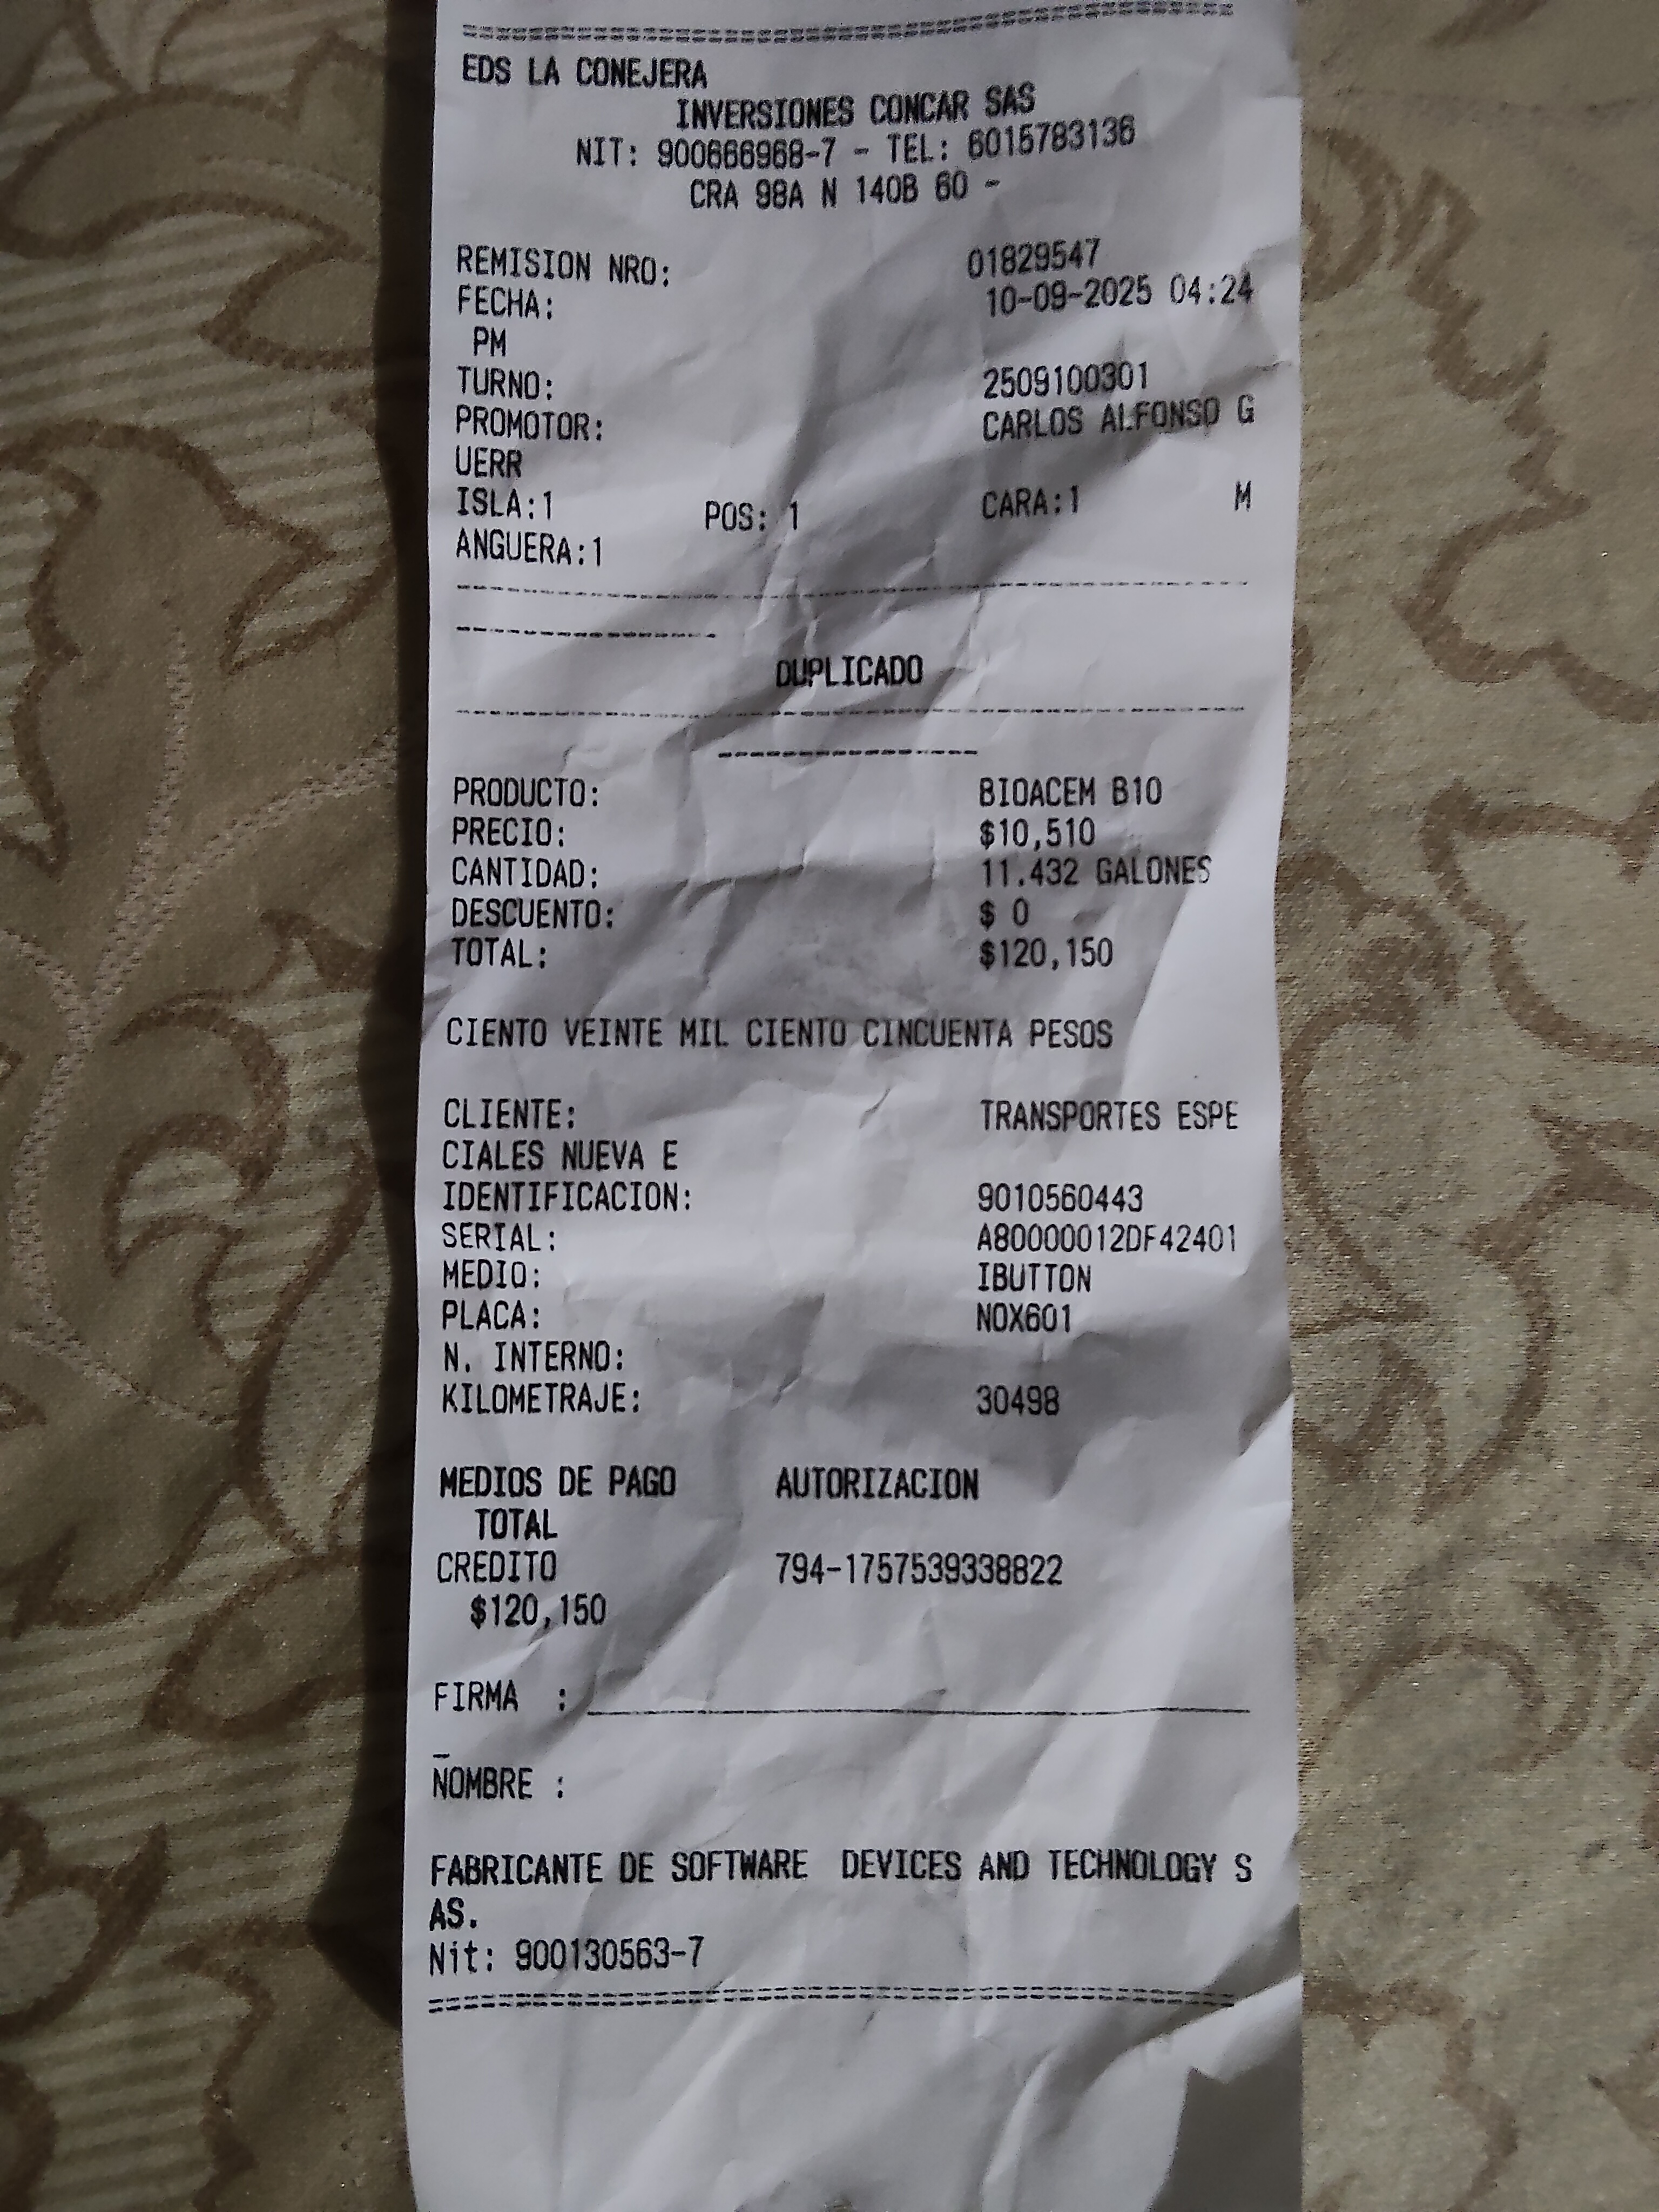 EDS LA CONEJERA
INVERSIONES CONCAR SAS
NIT: 900666968-7 - TEL: 6015783136
CRA 98A N 140B 60 -
REMISION NRO: 01829547
FECHA: 10-09-2025 04:24
PM
TURNO: 2509100301
PROMOTOR: CARLOS ALFONSO G
UERR
ISLA:1 POS: 1 CARA:1 M
ANGUERA:1
DUPLICADO
PRODUCTO: BIOACEM B10
PRECIO: $10,510
CANTIDAD: 11.432 GALONES
DESCUENTO: $ 0
TOTAL: $120,150
CIENTO VEINTE MIL CIENTO CINCUENTA PESOS
CLIENTE: TRANSPORTES ESPE
CIALES NUEVA E
IDENTIFICACION: 9010560443
SERIAL: A80000012DF42401
MEDIO: IBUTTON
PLACA: NOX601
N. INTERNO:
KILOMETRAJE: 30498
MEDIOS DE PAGO AUTORIZACION
TOTAL
CREDITO 794-1757539338822
$120,150
FIRMA :
NOMBRE :
FABRICANTE DE SOFTWARE DEVICES AND TECHNOLOGY S
AS.
Nit: 900130563-7